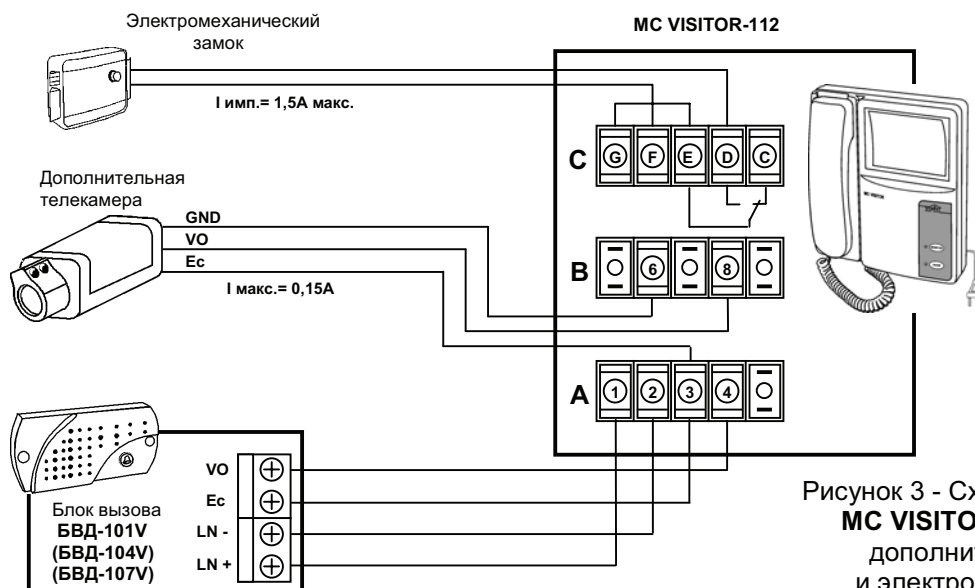 Электромеханический
замок
MC VISITOR-112
I имп.= 1,5А макс.
C
G F E D C
Дополнительная
телекамера
GND
VO
Ec
I макс.= 0,15А
B
6 8
MC VISITOR
A
1 2 3 4
VO
Ec
LN -
LN +
Блок вызова
БВД-101V
(БВД-104V)
(БВД-107V)
Рисунок 3 - Сх
MC VISITO
дополни
и электро